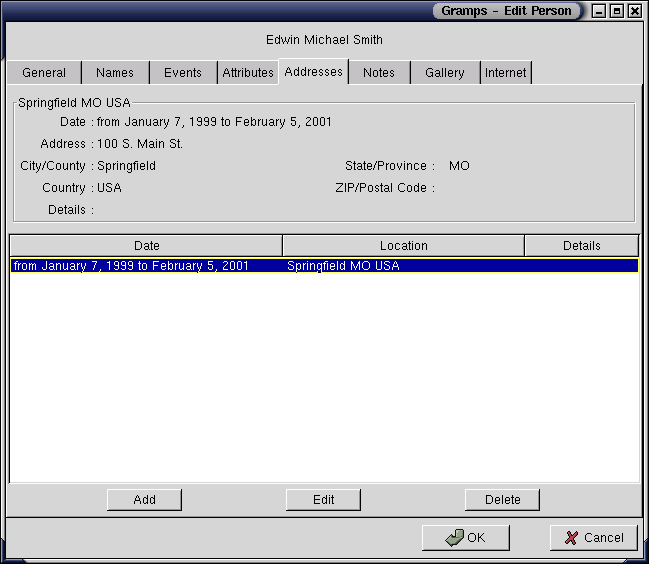 Gramps - Edit Person
Edwin Michael Smith
General Names Events Attributes Addresses Notes Gallery Internet
Springfield MO USA
Date : from January 7, 1999 to February 5, 2001
Address : 100 S. Main St.
City/County : Springfield State/Province : MO
Country : USA ZIP/Postal Code :
Details :
Date Location Details
from January 7, 1999 to February 5, 2001 Springfield MO USA
Add Edit Delete
OK Cancel